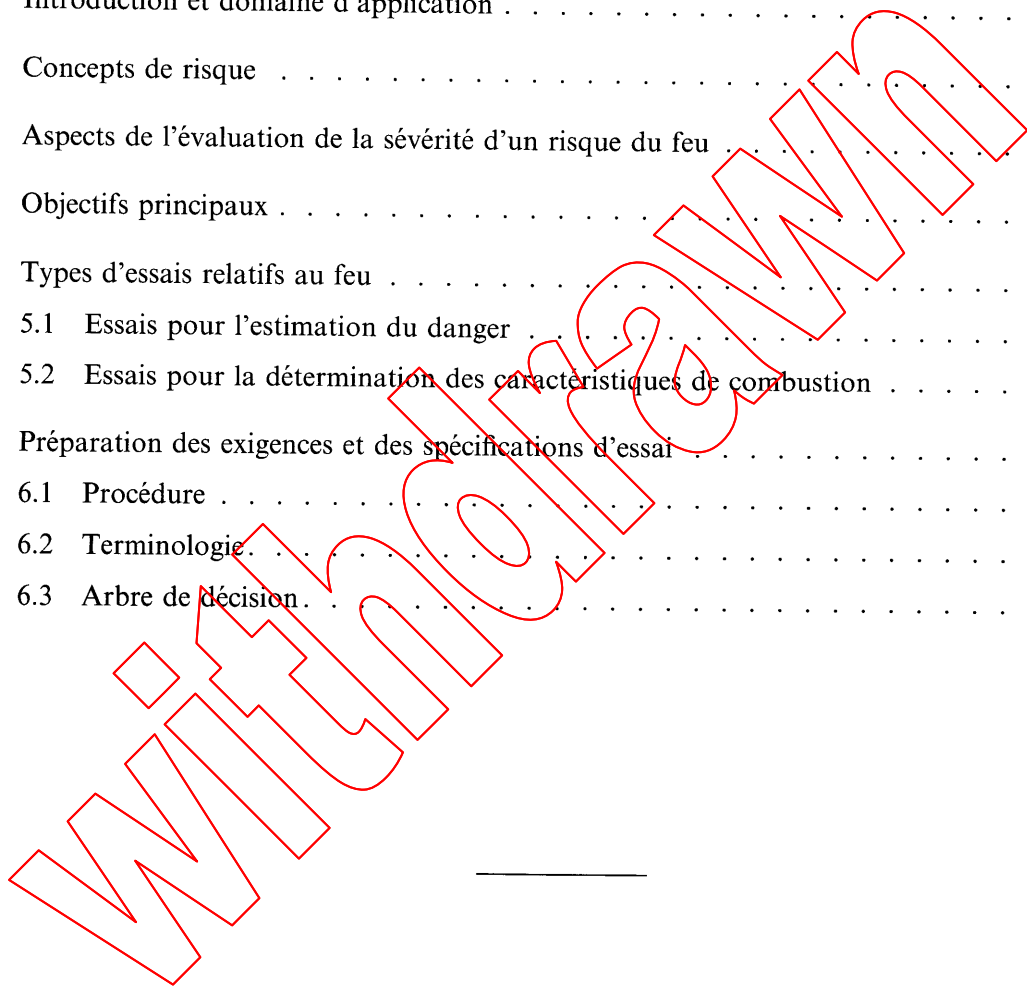 Introduction et domaine d'application . . . . . . . . . . . . . . . . . . .
Concepts de risque . . . . . . . . . . . . . . . . . . . . . . . . . . .
Aspects de l'évaluation de la sévérité d'un risque du feu . . . . . . . . . . .
Objectifs principaux . . . . . . . . . . . . . . . . . . . . . . . . . . .
Types d'essais relatifs au feu . . . . . . . . . . . . . . . . . . . . . . .
5.1 Essais pour l'estimation du danger . . . . . . . . . . . . . . . . . .
5.2 Essais pour la détermination des caractéristiques de combustion . . . . .
Préparation des exigences et des spécifications d'essai . . . . . . . . . . . .
6.1 Procédure . . . . . . . . . . . . . . . . . . . . . . . . . . . . .
6.2 Terminologie . . . . . . . . . . . . . . . . . . . . . . . . . . . .
6.3 Arbre de décision . . . . . . . . . . . . . . . . . . . . . . . . . .
withdrawn